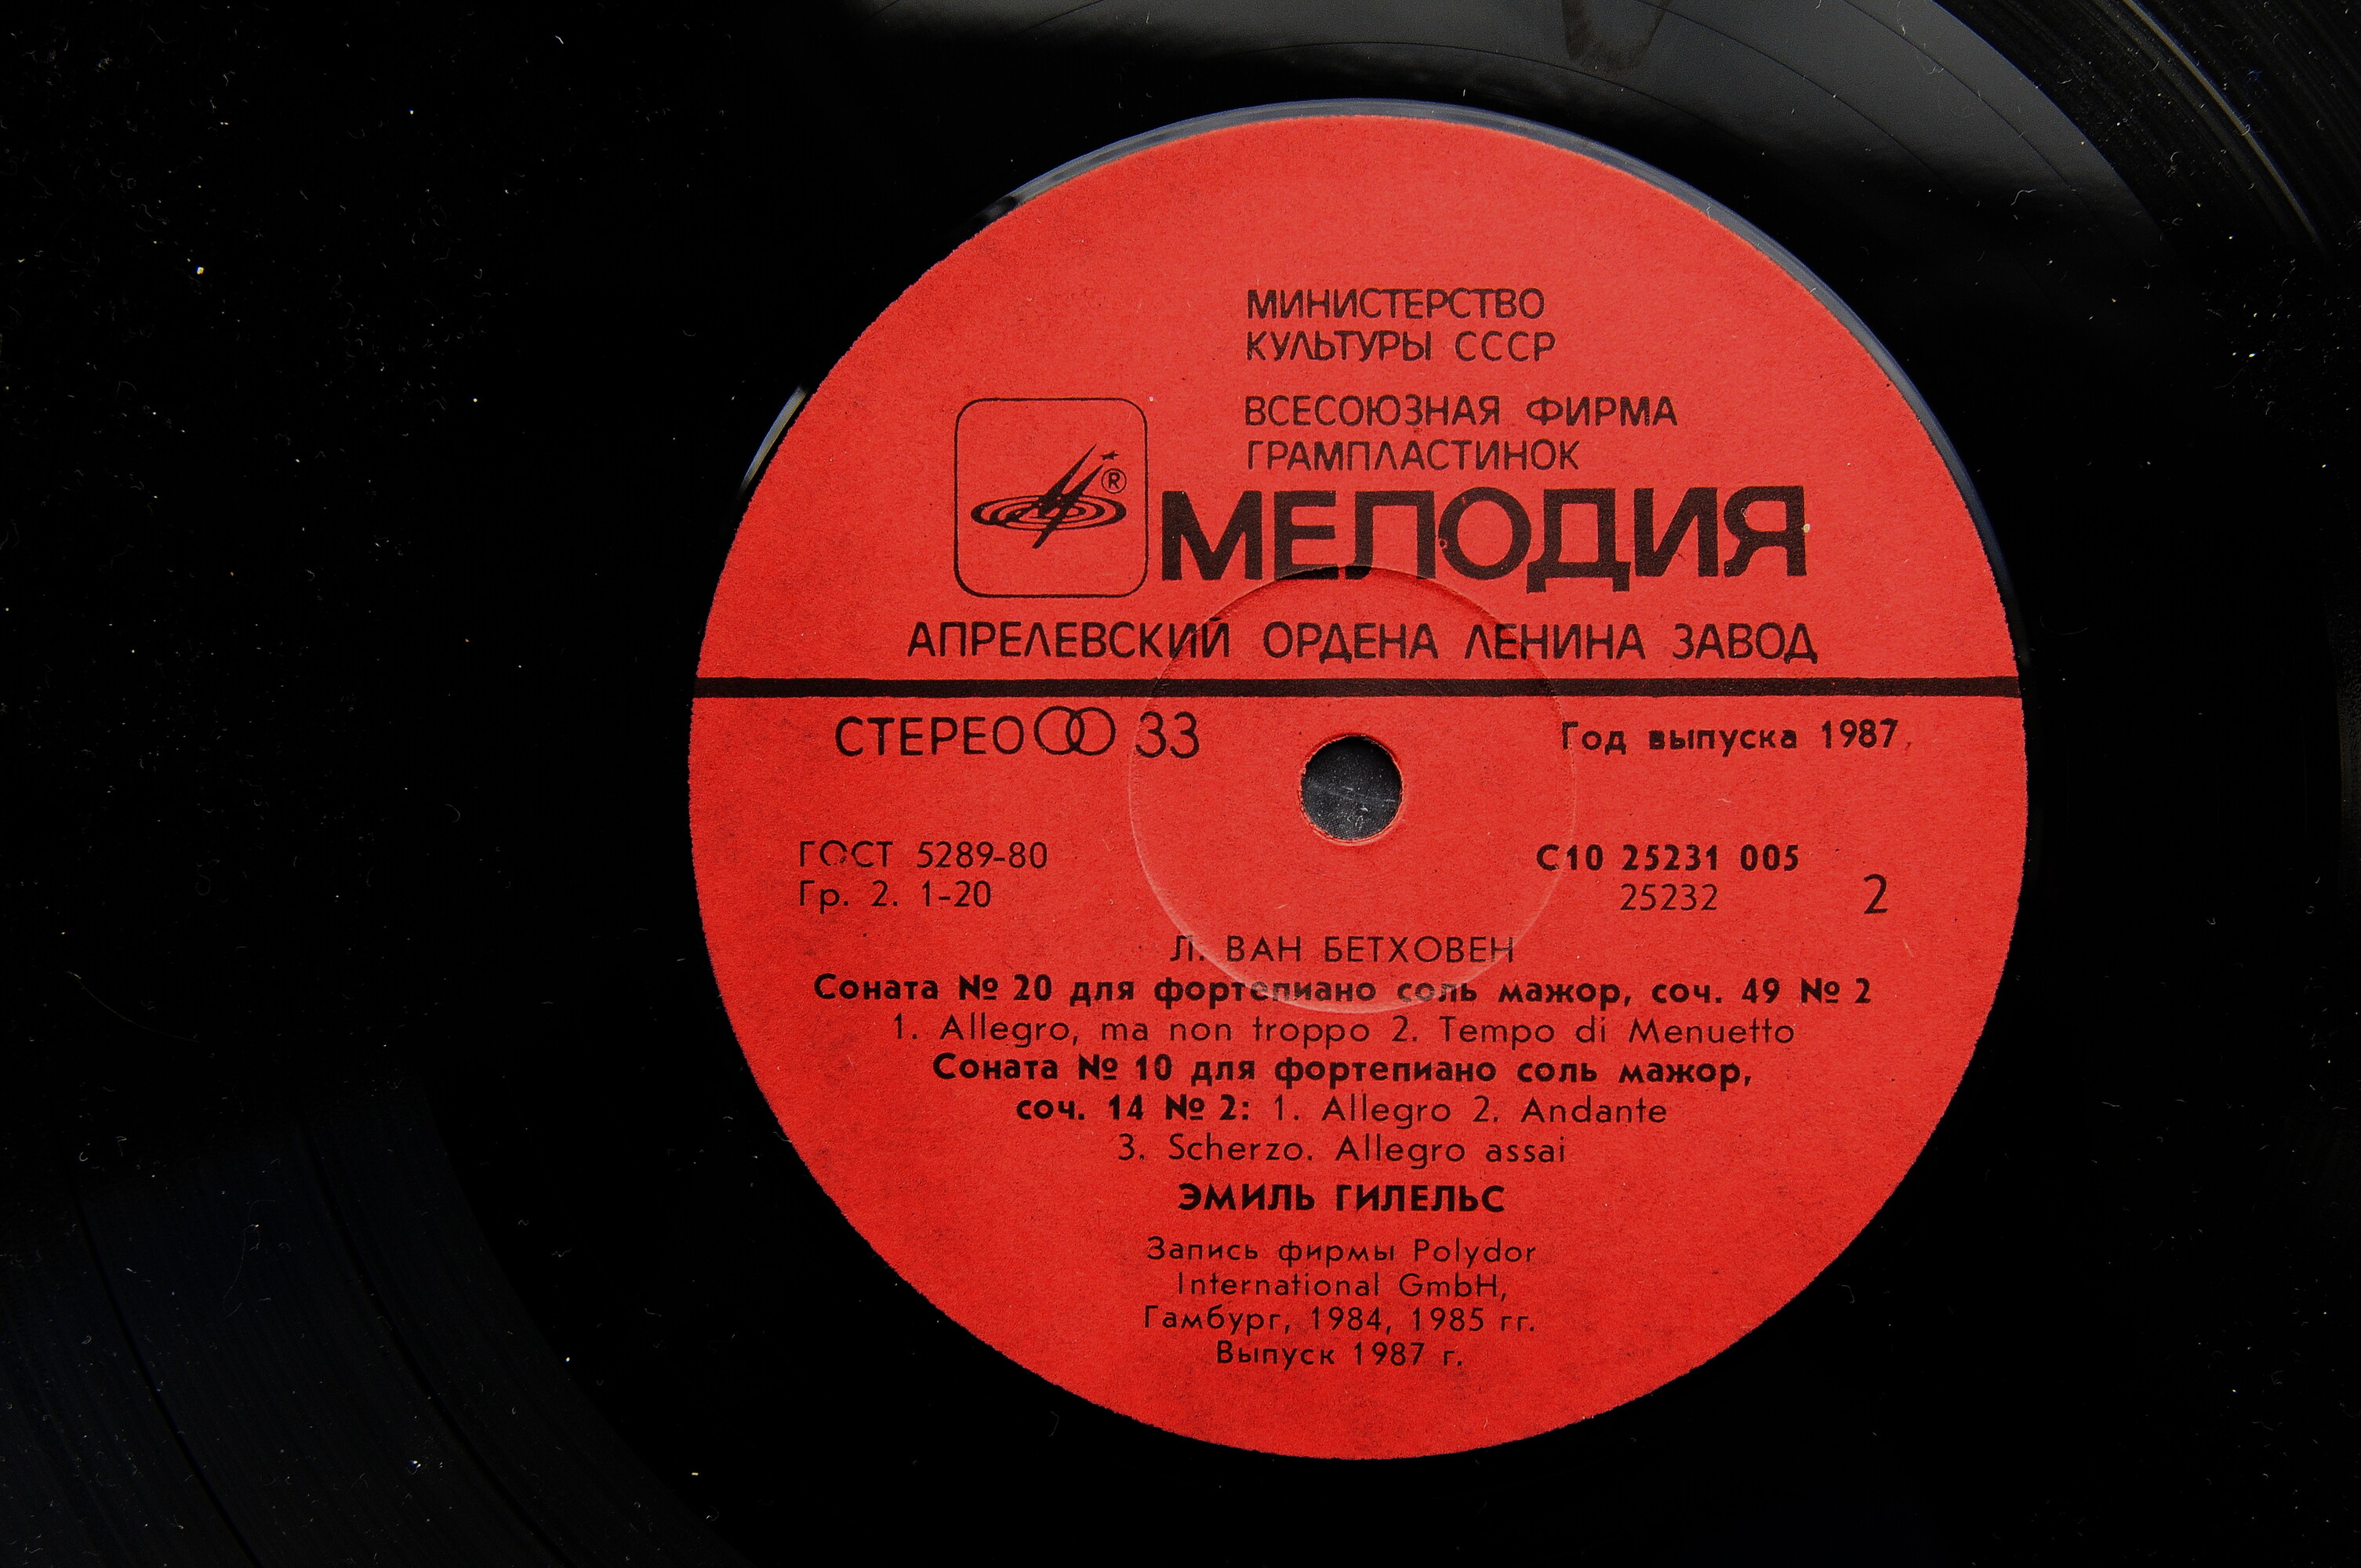 МИНИСТЕРСТВО
КУЛЬТУРЫ СССР
ВСЕСОЮЗНАЯ ФИРМА
ГРАМПЛАСТИНОК
®
МЕЛОДИЯ
АПРЕЛЕВСКИЙ ОРДЕНА ЛЕНИНА ЗАВОД
СТЕРЕО 33
Год выпуска 1987
ГОСТ 5289-80
Гр. 2. 1-20
С10 25231 005
25232
2
Л. ВАН БЕТХОВЕН
Соната № 20 для фортепиано соль мажор, соч. 49 № 2
1. Allegro, ma non troppo 2. Tempo di Menuetto
Соната № 10 для фортепиано соль мажор,
соч. 14 № 2: 1. Allegro 2. Andante
3. Scherzo. Allegro assai
ЭМИЛЬ ГИЛЕЛЬС
Запись фирмы Polydor
International GmbH,
Гамбург, 1984, 1985 гг.
Выпуск 1987 г.